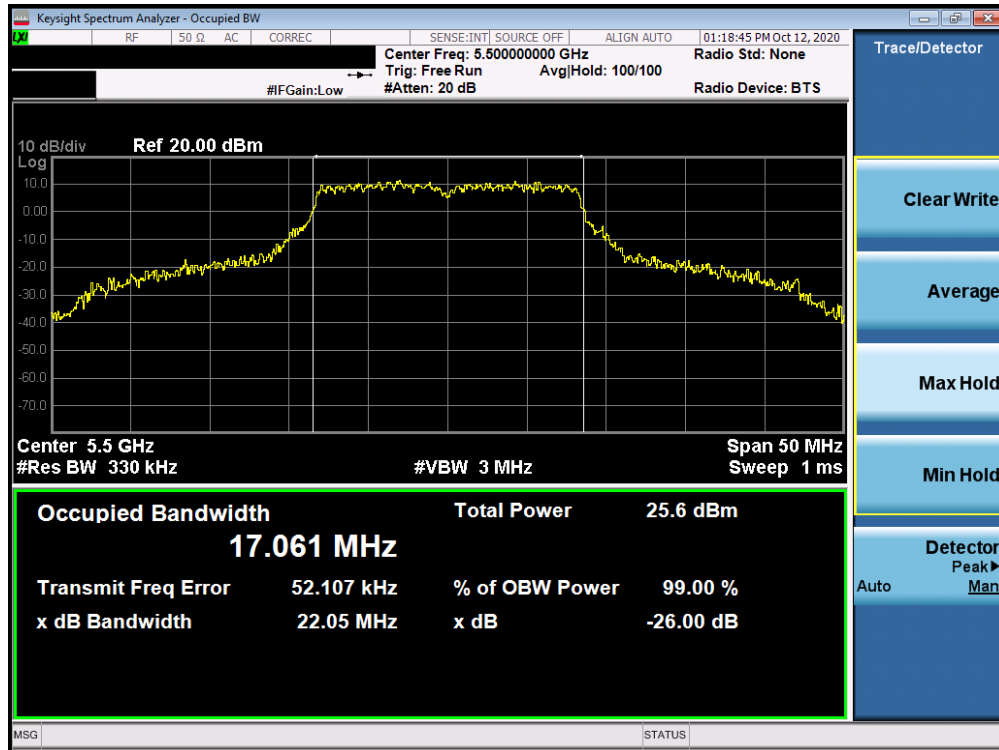 Keysight Spectrum Analyzer - Occupied BW
LXI RF 50 Ω AC CORREC SENSE:INT SOURCE OFF ALIGN AUTO 01:18:45 PM Oct 12, 2020
Center Freq: 5.500000000 GHz Radio Std: None
Trig: Free Run Avg|Hold: 100/100
#IFGain:Low #Atten: 20 dB Radio Device: BTS
10 dB/div Ref 20.00 dBm
Log
10.0
0.00
-10.0
-20.0
-30.0
-40.0
-50.0
-60.0
-70.0
Center 5.5 GHz Span 50 MHz
#Res BW 330 kHz #VBW 3 MHz Sweep 1 ms
Occupied Bandwidth Total Power 25.6 dBm
17.061 MHz
Transmit Freq Error 52.107 kHz % of OBW Power 99.00 %
x dB Bandwidth 22.05 MHz x dB -26.00 dB
MSG STATUS
Trace/Detector
Clear Write
Average
Max Hold
Min Hold
Detector
Peak▶
Auto Man